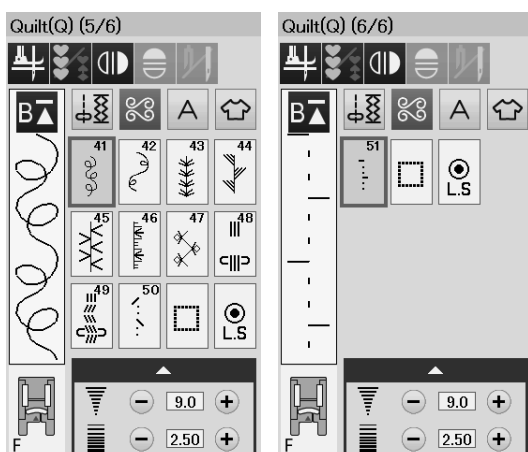 Quilt(Q) (5/6)
B
A
41 42 43 44
45 46 47 48
49 50
L.S
9.0
2.50
F
Quilt(Q) (6/6)
B
A
51
L.S
9.0
2.50
F